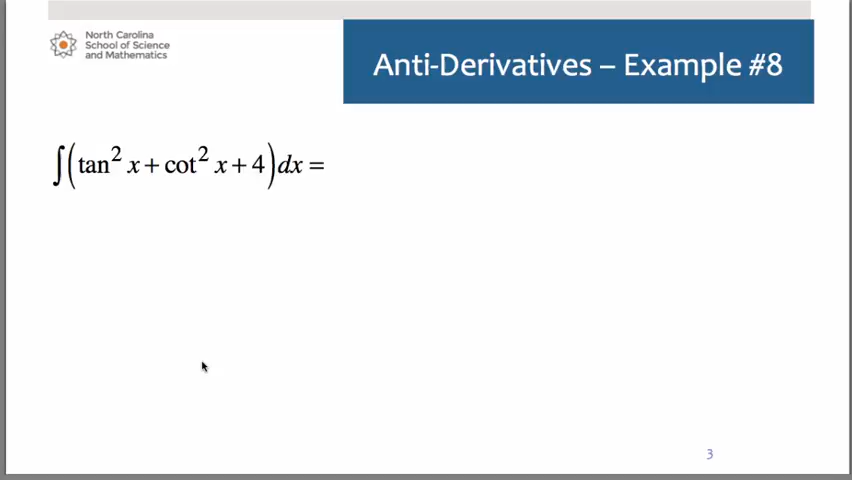 North Carolina
School of Science
and Mathematics
Anti-Derivatives – Example #8
∫(tan² x + cot² x + 4)dx =
3